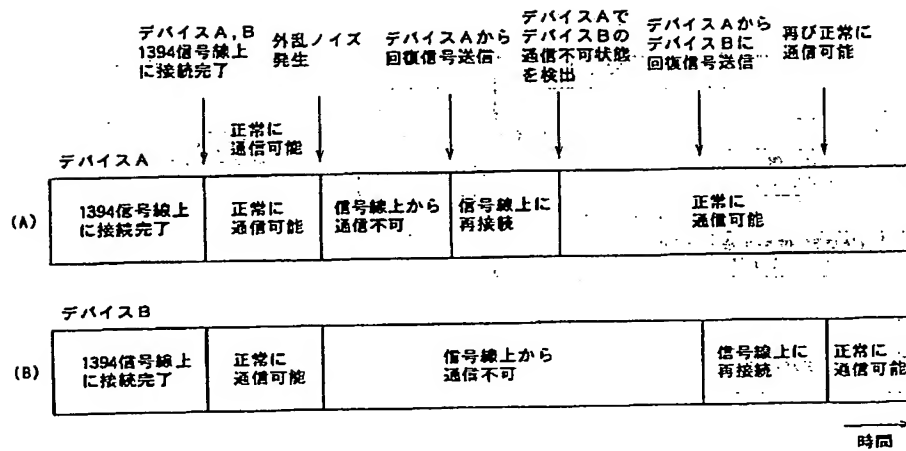 デバイスA, B
1394信号線上
に接続完了
外乱ノイズ
発生
デバイスAから
回復信号送信
デバイスAで
デバイスBの
通信不可状態
を検出
デバイスAから
デバイスBに
回復信号送信
再び正常に
通信可能
正常に
通信可能
デバイスA
(A)
1394信号線上
に接続完了
正常に
通信可能
信号線上から
通信不可
信号線上に
再接続
正常に
通信可能
デバイスB
(B)
1394信号線上
に接続完了
正常に
通信可能
信号線上から
通信不可
信号線上に
再接続
正常に
通信可能
時間